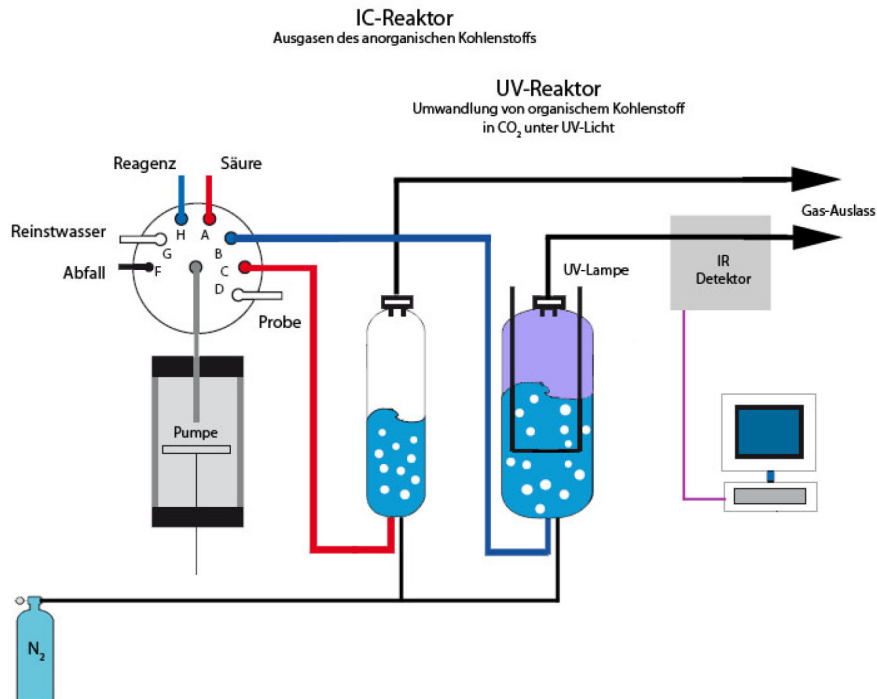 IC-Reaktor
Ausgasen des anorganischen Kohlenstoffs
UV-Reaktor
Umwandlung von organischem Kohlenstoff
in CO₂ unter UV-Licht
Reagenz
Säure
Reinstwasser
Abfall
H
A
G
B
F
C
D
Probe
Gas-Auslass
UV-Lampe
IR
Detektor
Pumpe
N₂